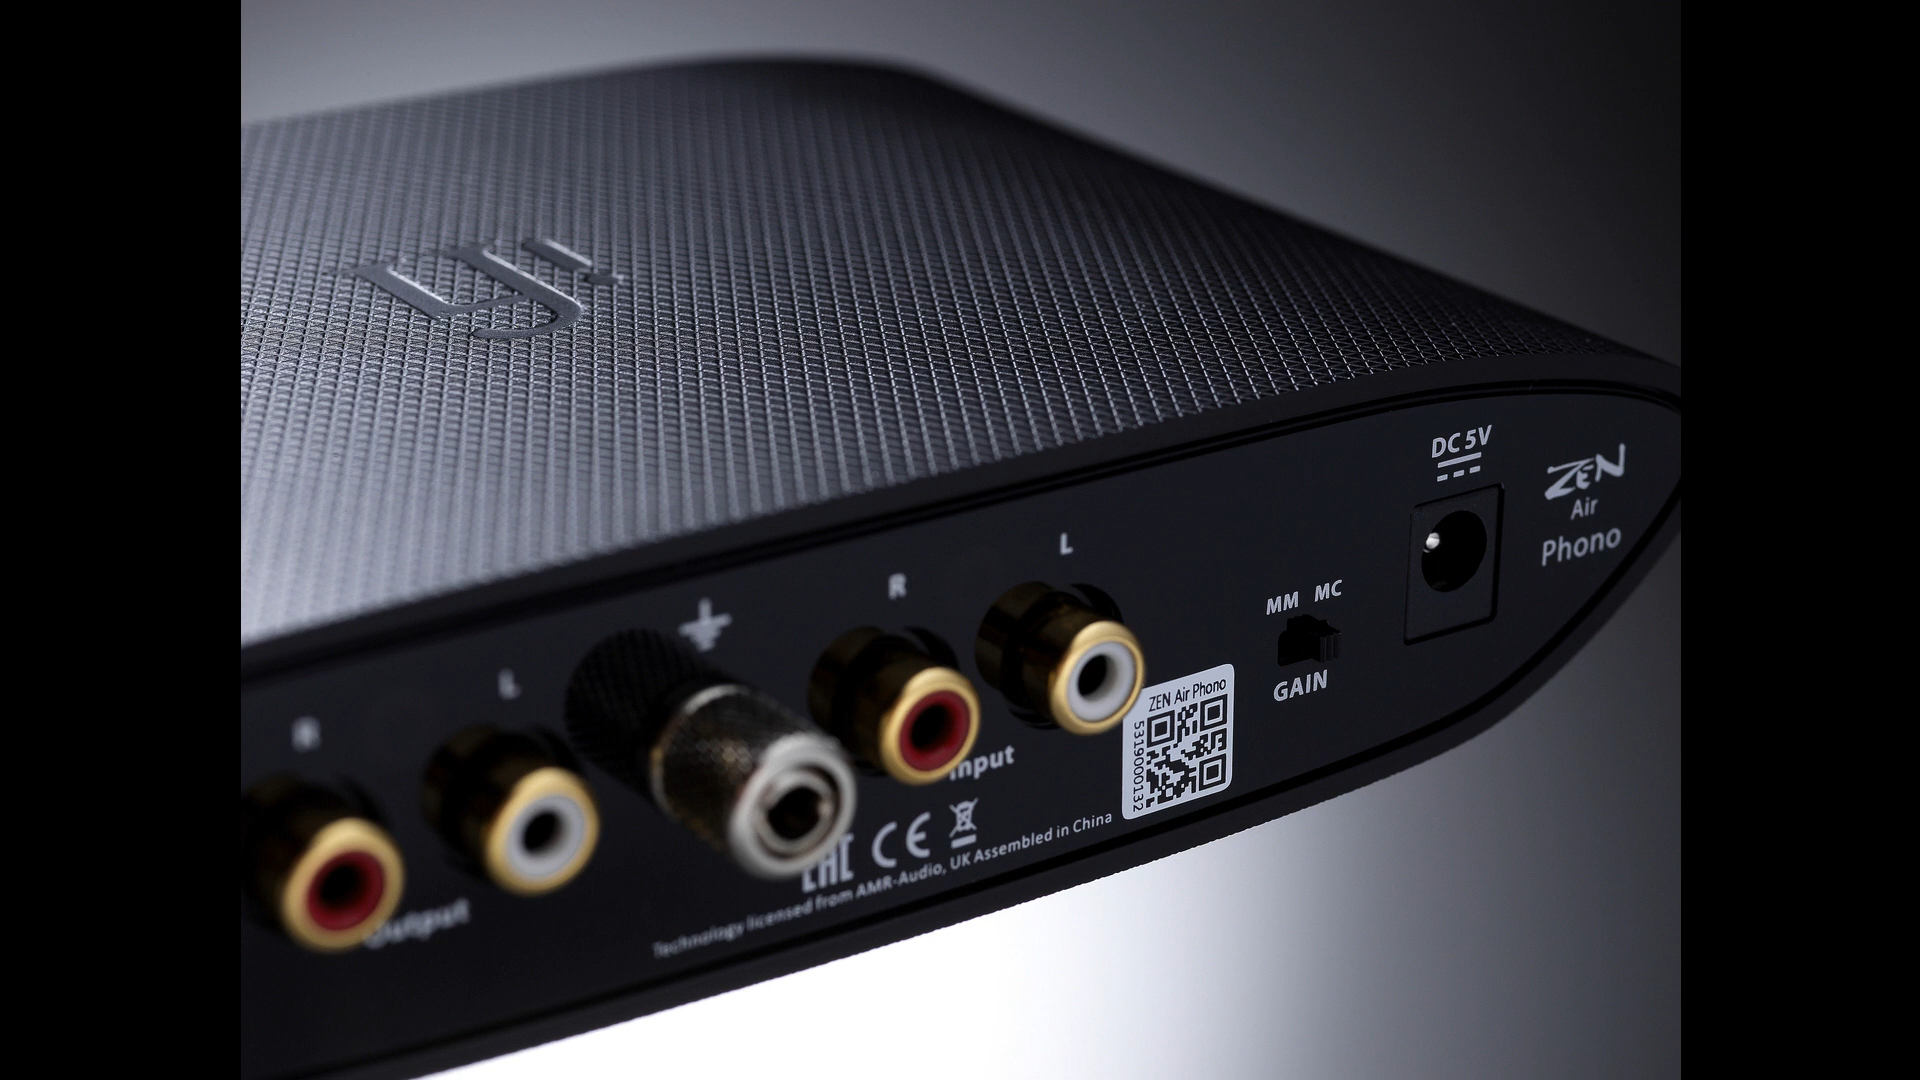 DC 5V
ZEN
Air
Phono
L
R
L
R
MM MC
GAIN
Input
Output
ZEN Air Phono
5319000132
EAC CE
Technology licensed from AMR-Audio, UK Assembled in China